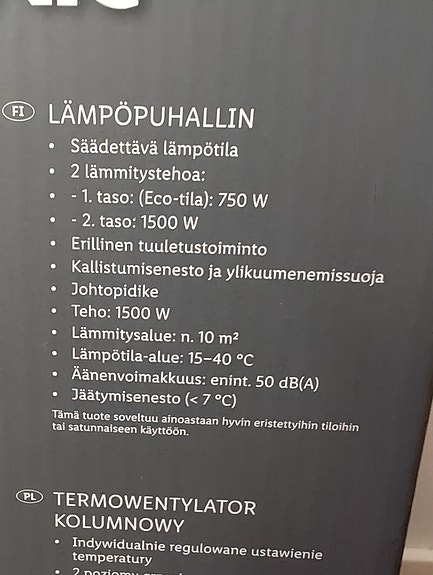 FI LÄMPÖPUHALLIN
• Säädettävä lämpötila
• 2 lämmitystehoa:
• - 1. taso: (Eco-tila): 750 W
• - 2. taso: 1500 W
• Erillinen tuuletustoiminto
• Kallistumisenesto ja ylikuumenemissuoja
• Johtopidike
• Teho: 1500 W
• Lämmitysalue: n. 10 m²
• Lämpötila-alue: 15–40 °C
• Äänenvoimakkuus: enint. 50 dB(A)
• Jäätymisenesto (< 7 °C)
Tämä tuote soveltuu ainoastaan hyvin eristettyihin tiloihin
tai satunnaiseen käyttöön.
PL TERMOWENTYLATOR
KOLUMNOWY
• Indywidualnie regulowane ustawienie
temperatury
• 2 poziomy